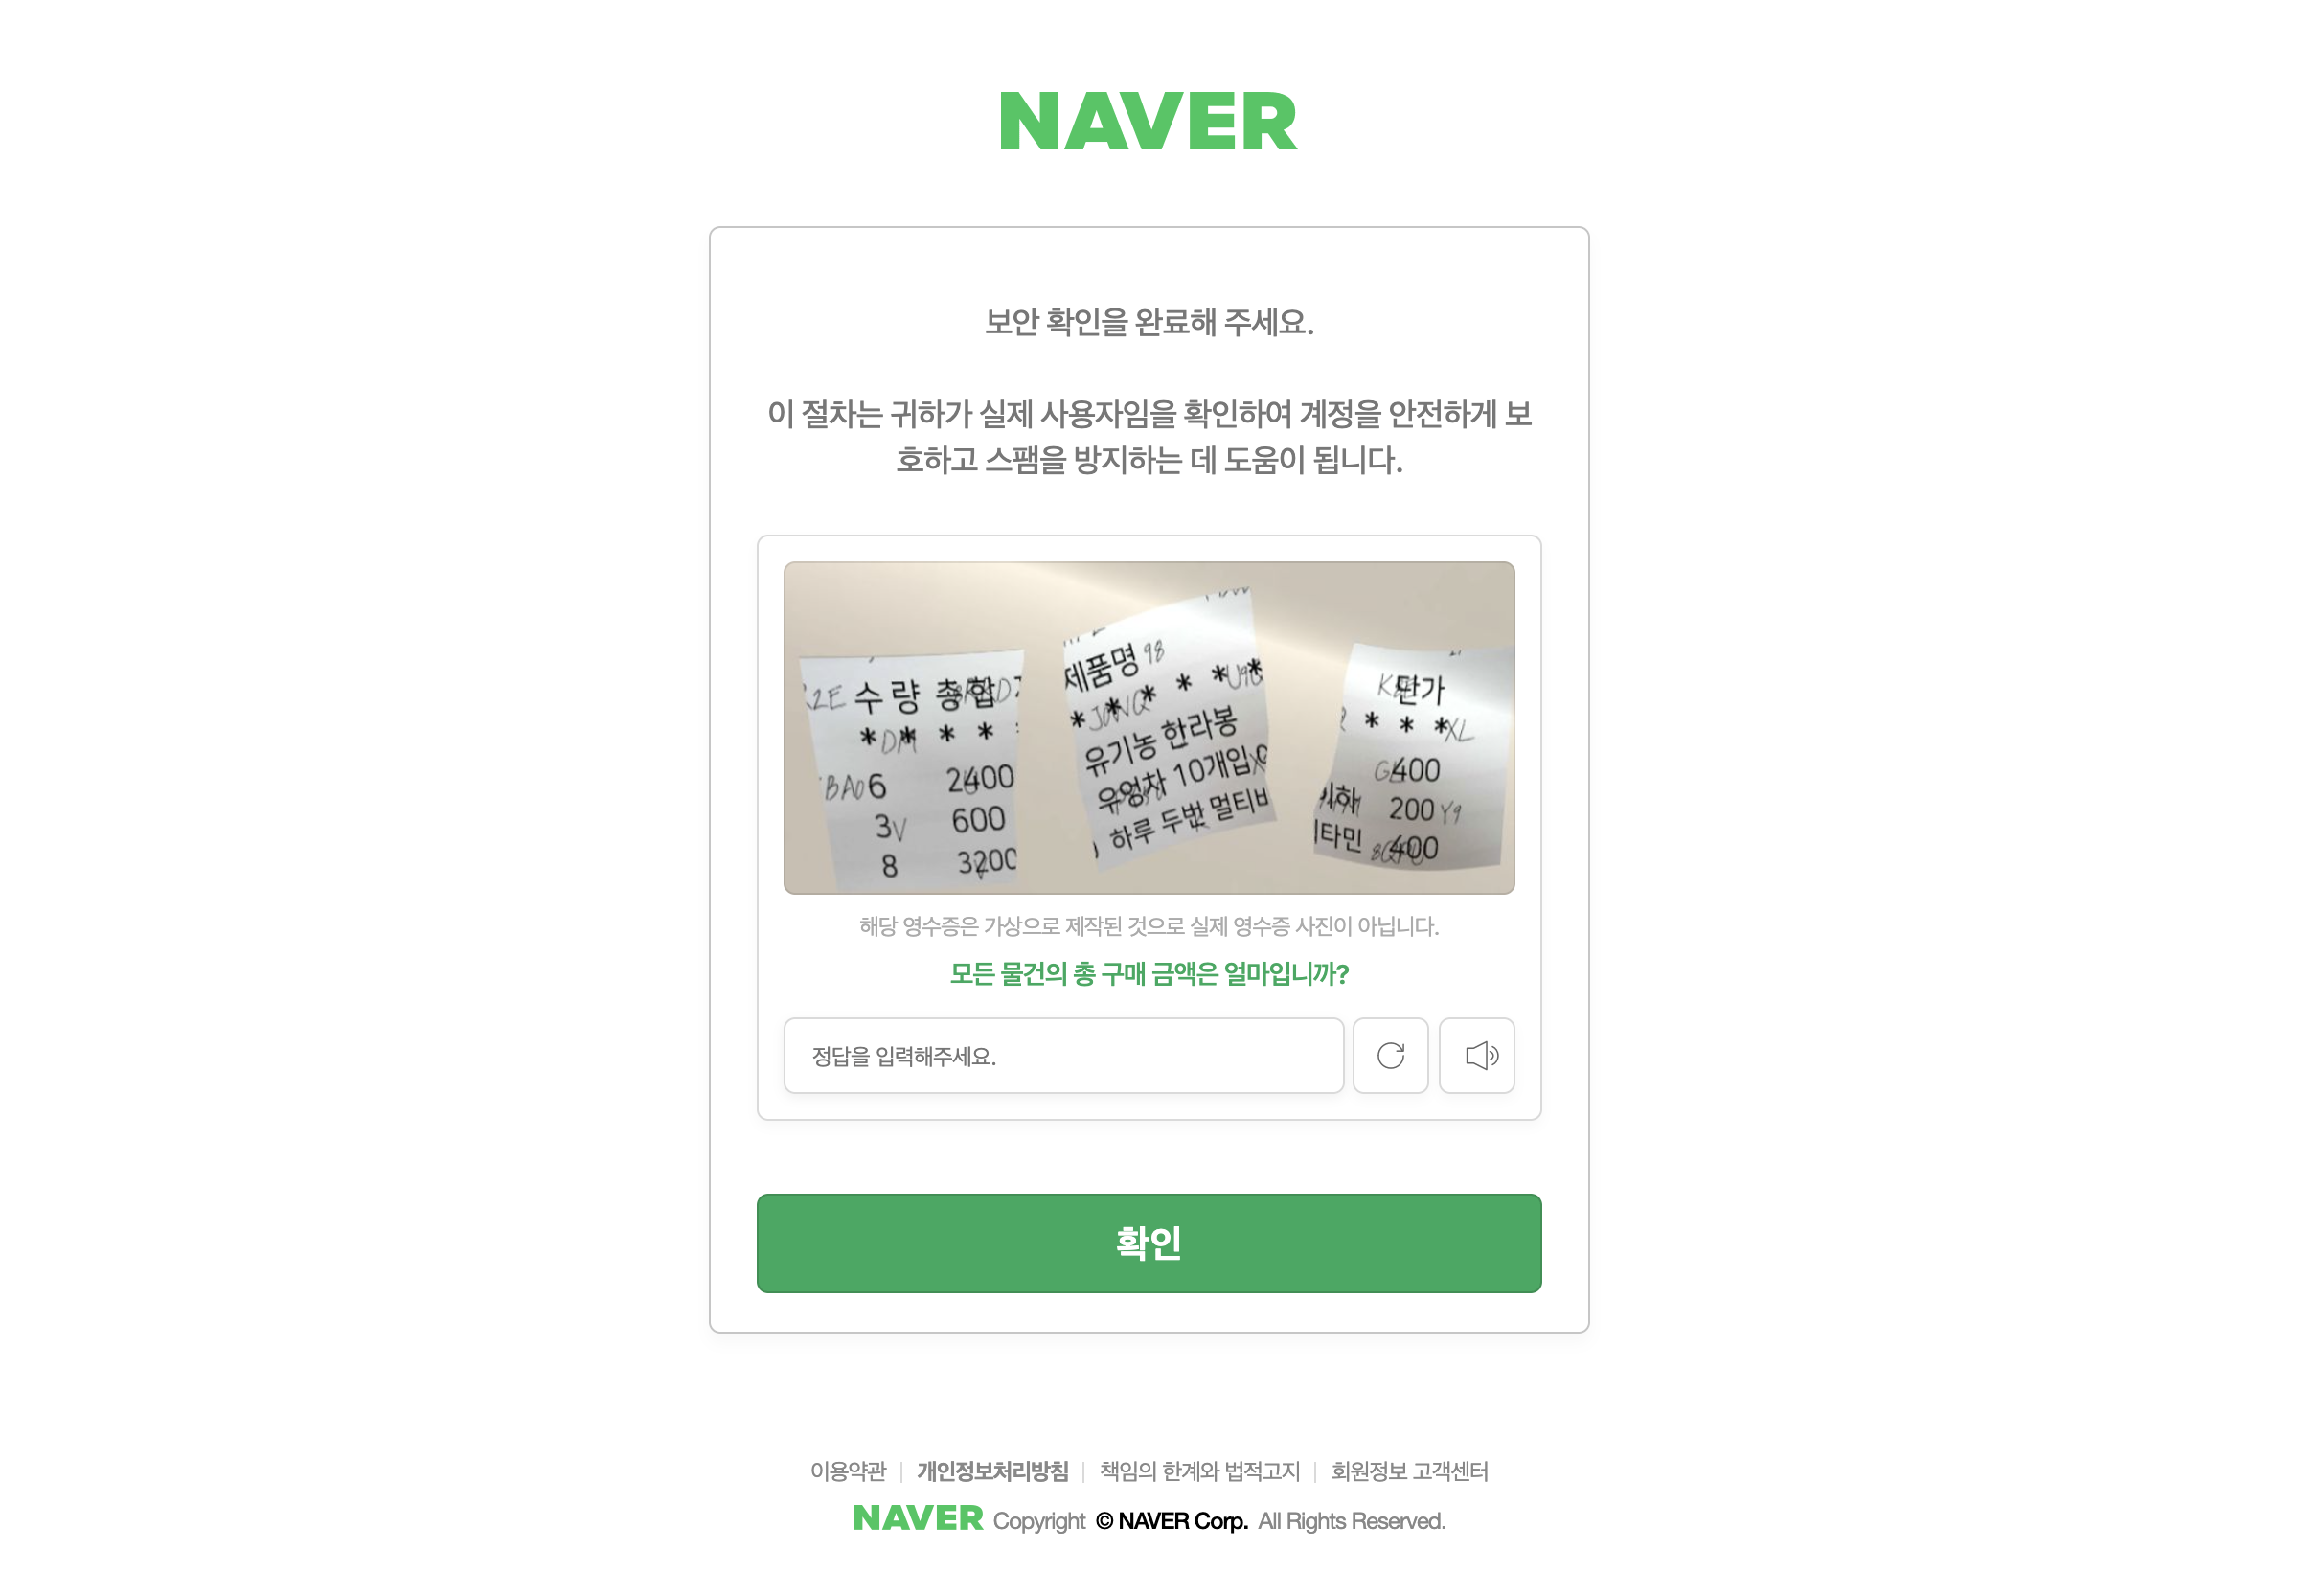 NAVER
보안 확인을 완료해 주세요.
이 절차는 귀하가 실제 사용자임을 확인하여 계정을 안전하게 보
호하고 스팸을 방지하는 데 도움이 됩니다.
수량 총합
* * * *
6 2400
3 600
8 3200
제품명 98
* * * * * *
유기농 한라봉
우엉차 10개입
하루 두번 멀티비
단가
* * *
400
이하 200 Y9
타민 400
해당 영수증은 가상으로 제작된 것으로 실제 영수증 사진이 아닙니다.
모든 물건의 총 구매 금액은 얼마입니까?
정답을 입력해주세요.
확인
이용약관 | 개인정보처리방침 | 책임의 한계와 법적고지 | 회원정보 고객센터
NAVER Copyright © NAVER Corp. All Rights Reserved.